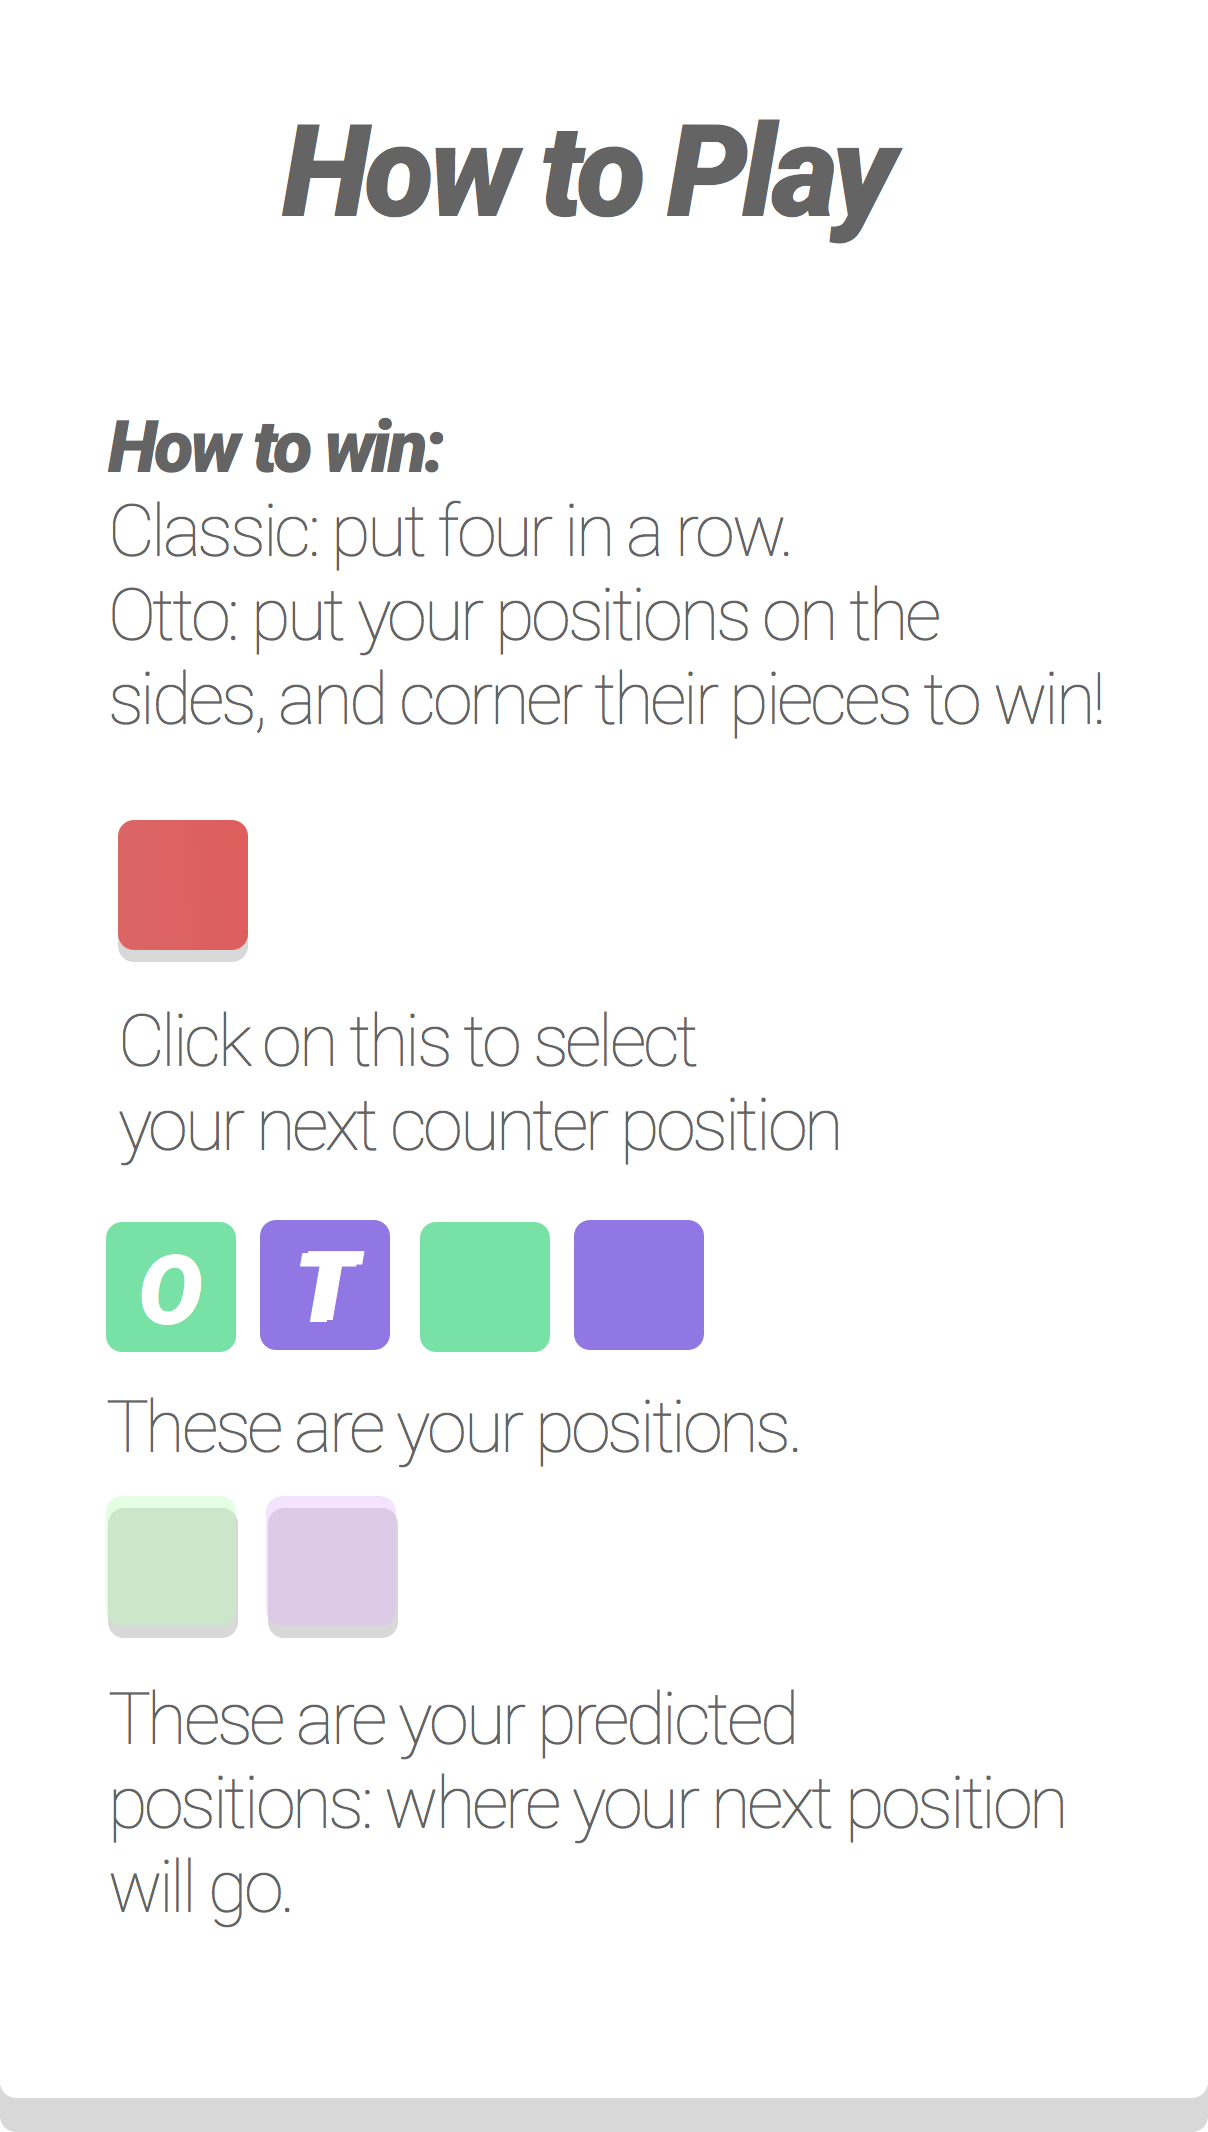 How to Play
How to win:
Classic: put four in a row.
Otto: put your positions on the
sides, and corner their pieces to win!
Click on this to select
your next counter position
O T
These are your positions.
These are your predicted
positions: where your next position
will go.